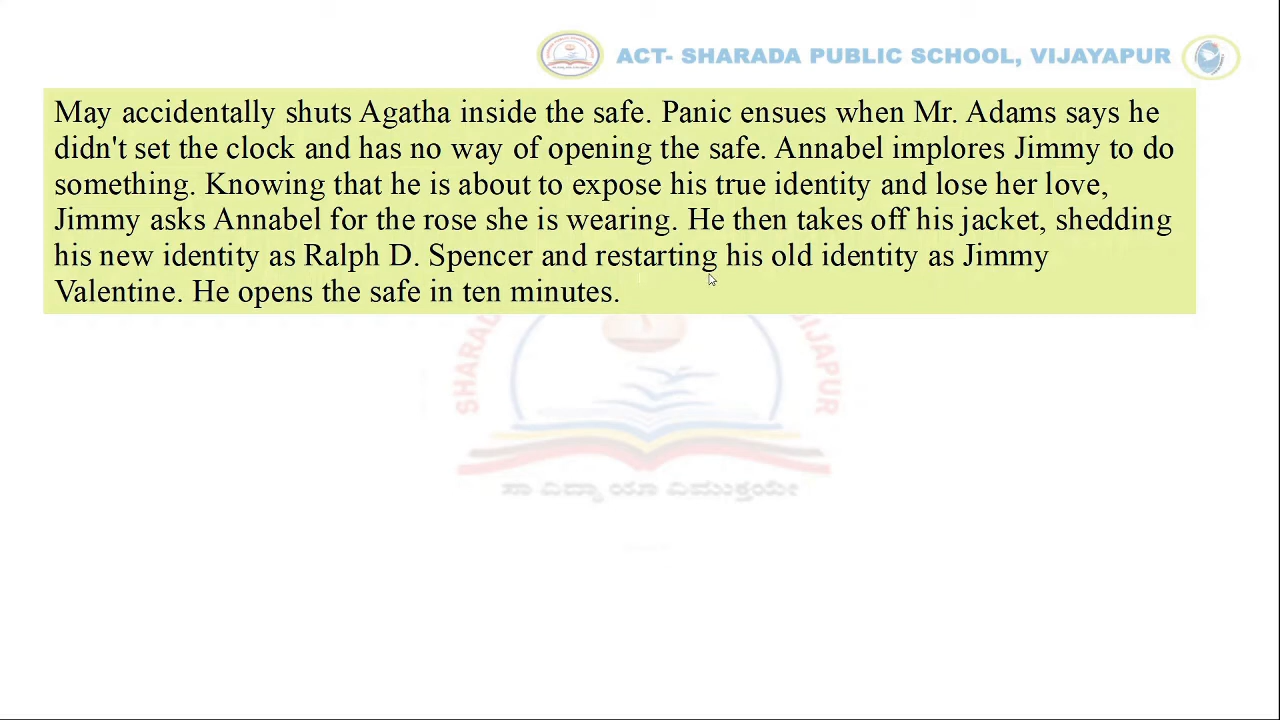 ACT- SHARADA PUBLIC SCHOOL, VIJAYAPUR
May accidentally shuts Agatha inside the safe. Panic ensues when Mr. Adams says he
didn't set the clock and has no way of opening the safe. Annabel implores Jimmy to do
something. Knowing that he is about to expose his true identity and lose her love,
Jimmy asks Annabel for the rose she is wearing. He then takes off his jacket, shedding
his new identity as Ralph D. Spencer and restarting his old identity as Jimmy
Valentine. He opens the safe in ten minutes.
SHARAD
IJAPUR
ಸಾ ವಿದ್ಯಾ ಯಾ ವಿಮುಕ್ತಯೇ